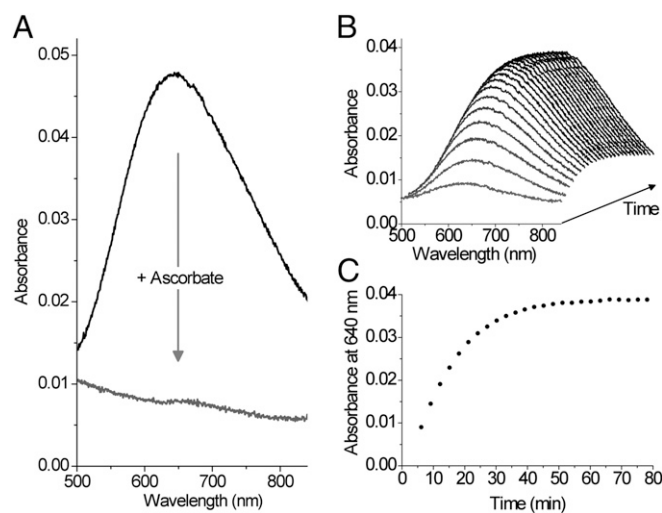 A
0.05
0.04
0.03
0.02
0.01
0.00
Absorbance
+ Ascorbate
500 600 700 800
Wavelength (nm)
B
0.04
0.03
0.02
0.01
0.00
Absorbance
500 600 700 800
Wavelength (nm)
Time
C
0.04
0.03
0.02
0.01
0.00
Absorbance at 640 nm
0 10 20 30 40 50 60 70 80
Time (min)